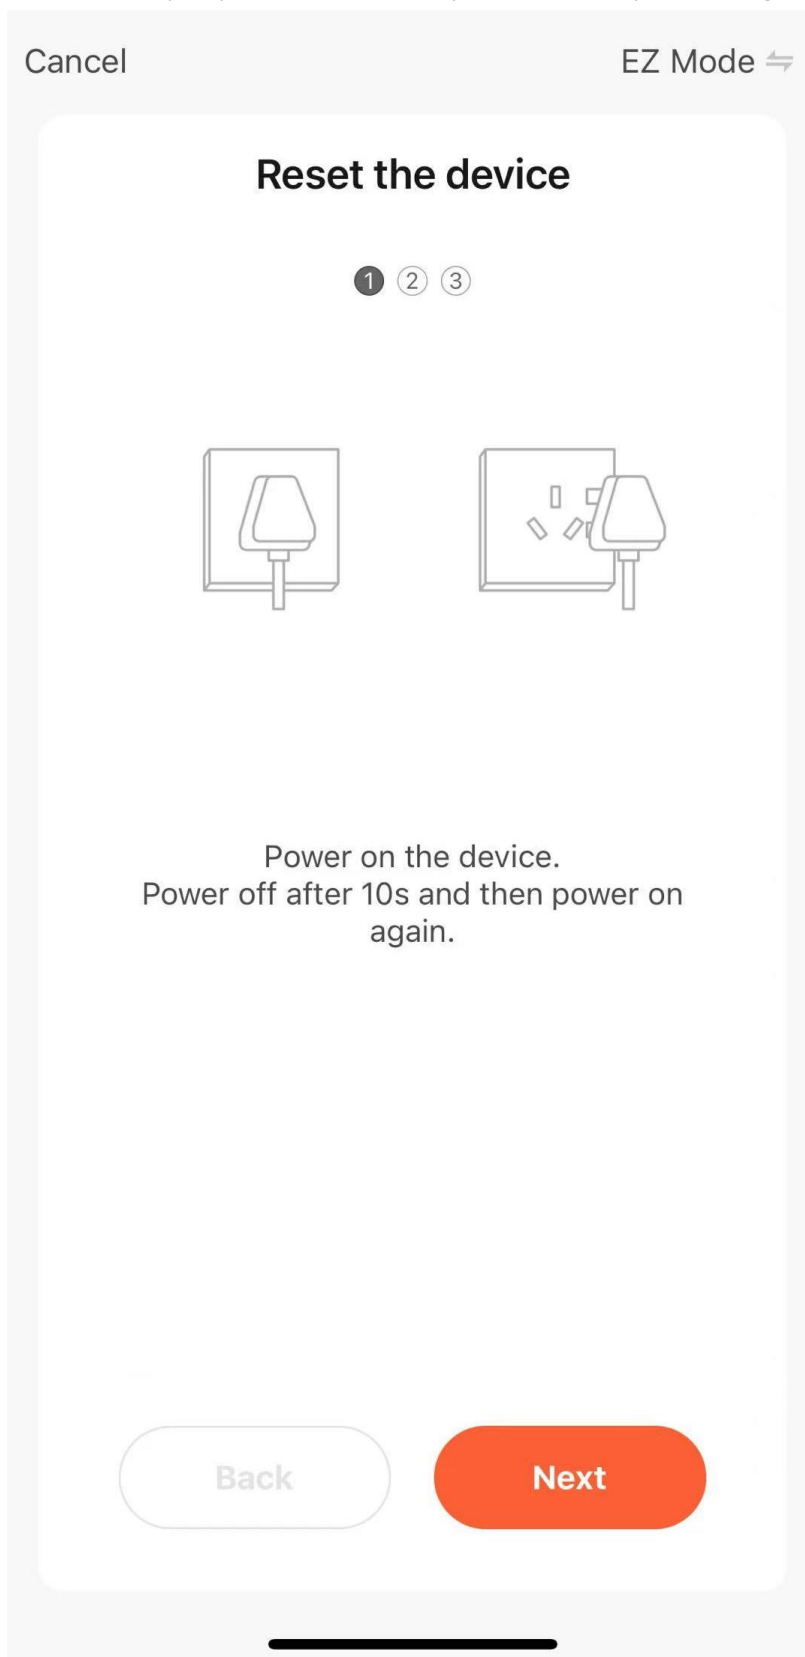 Cancel
EZ Mode
Reset the device
1 2 3
Power on the device.
Power off after 10s and then power on
again.
Back
Next